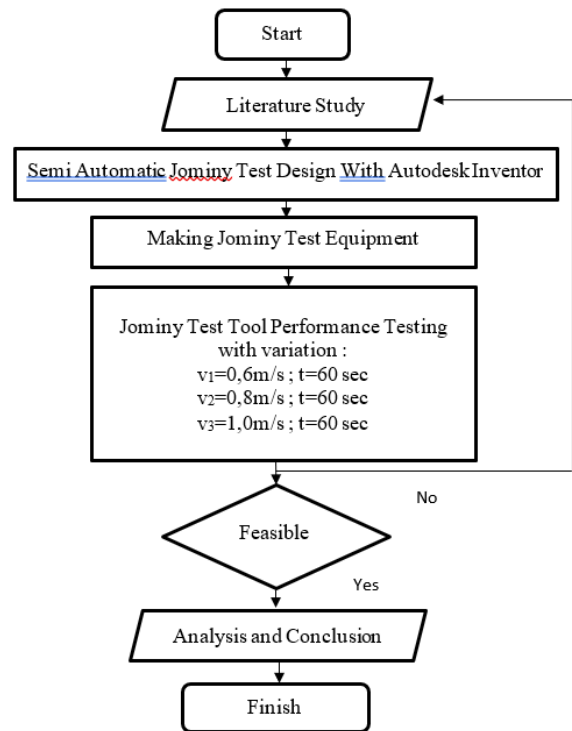 Start
Literature Study
Semi Automatic Jominy Test Design With Autodesk Inventor
Making Jominy Test Equipment
Jominy Test Tool Performance Testing
with variation :
v1=0,6m/s ; t=60 sec
v2=0,8m/s ; t=60 sec
v3=1,0m/s ; t=60 sec
No
Feasible
Yes
Analysis and Conclusion
Finish